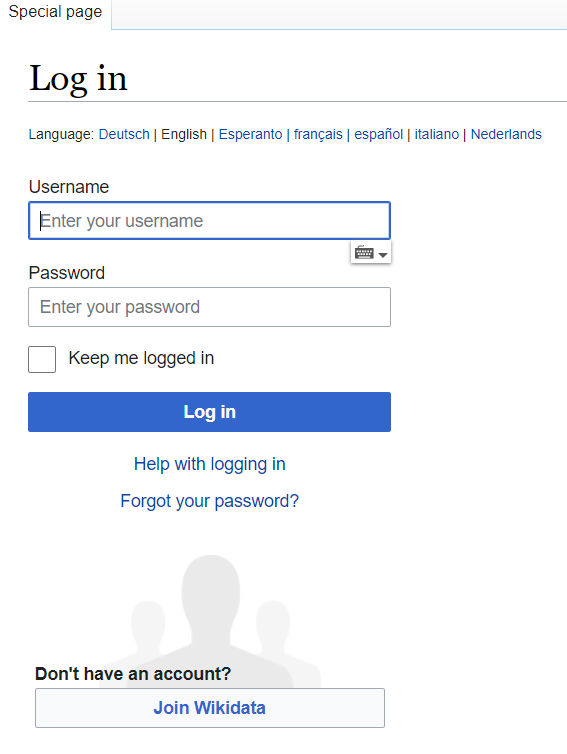 Special page
Log in
Language: Deutsch | English | Esperanto | français | español | italiano | Nederlands
Username
Enter your username
Password
Enter your password
Keep me logged in
Log in
Help with logging in
Forgot your password?
Don't have an account?
Join Wikidata